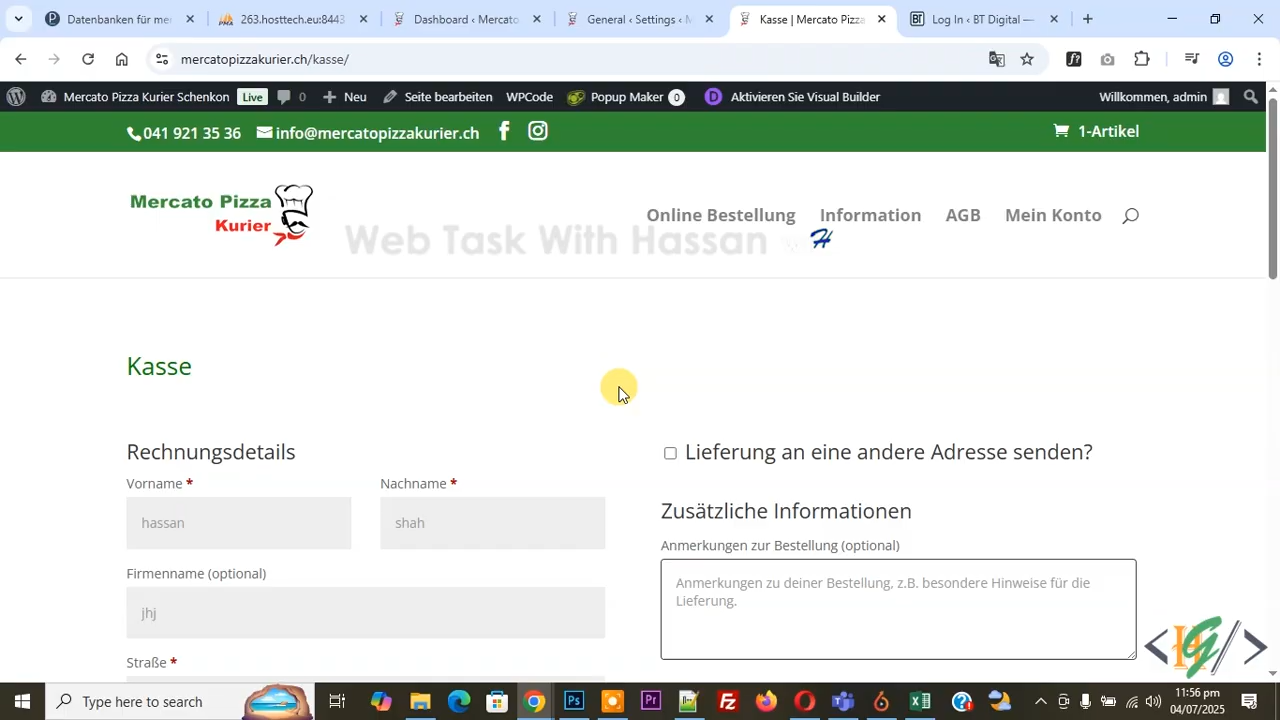 Datenbanken für me
263.hosttech.eu:8443
Dashboard ‹ Mercato
General ‹ Settings ‹ M
Kasse | Mercato Pizza
Log In ‹ BT Digital —
mercatopizzakurier.ch/kasse/
Mercato Pizza Kurier Schenkon Live 0 Neu Seite bearbeiten WPCode Popup Maker 0 Aktivieren Sie Visual Builder Willkommen, admin
041 921 35 36 info@mercatopizzakurier.ch 1-Artikel
Mercato Pizza
Kurier
Online Bestellung Information AGB Mein Konto
Web Task With Hassan
Kasse
Rechnungsdetails
Lieferung an eine andere Adresse senden?
Vorname * Nachname *
hassan shah
Zusätzliche Informationen
Anmerkungen zur Bestellung (optional)
Firmenname (optional)
Anmerkungen zu deiner Bestellung, z.B. besondere Hinweise für die
Lieferung.
jhj
Straße *
Type here to search
11:56 pm
04/07/2025